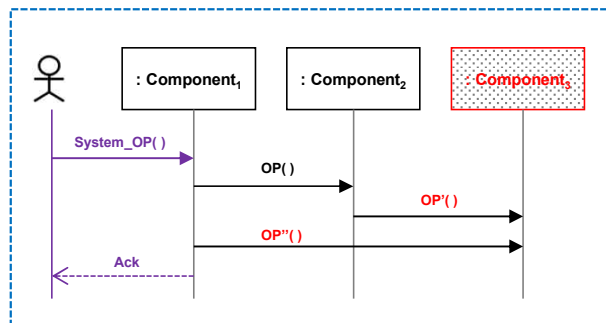 : Component₁
: Component₂
: Component₃
System_OP( )
OP( )
OP’( )
OP’’( )
Ack